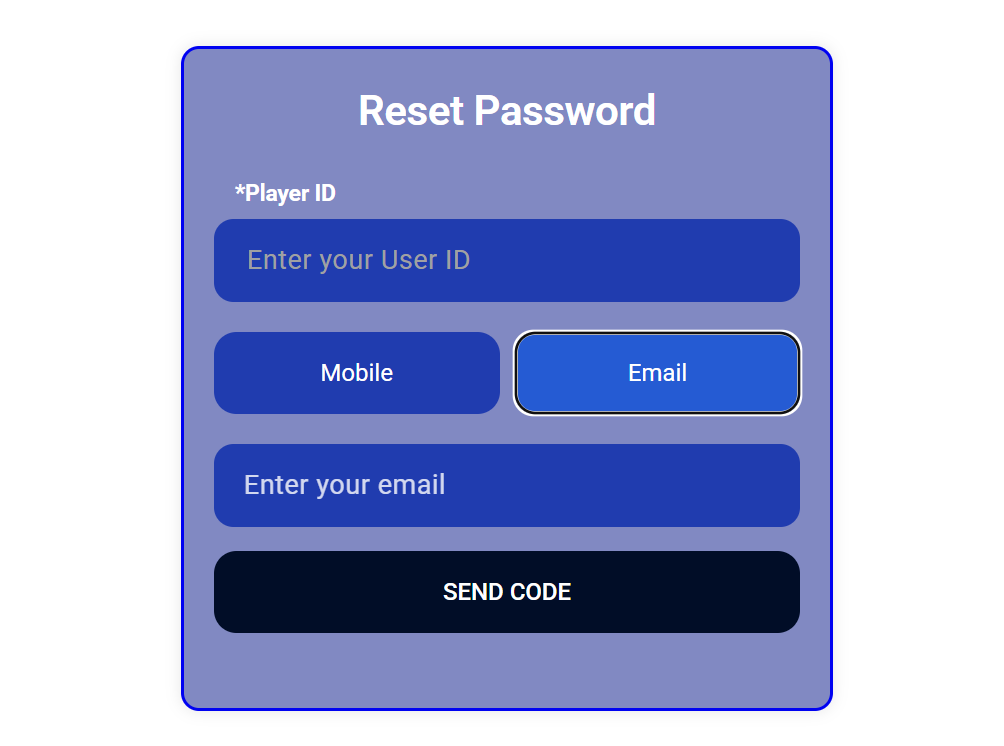 Reset Password
*Player ID
Enter your User ID
Mobile Email
Enter your email
SEND CODE